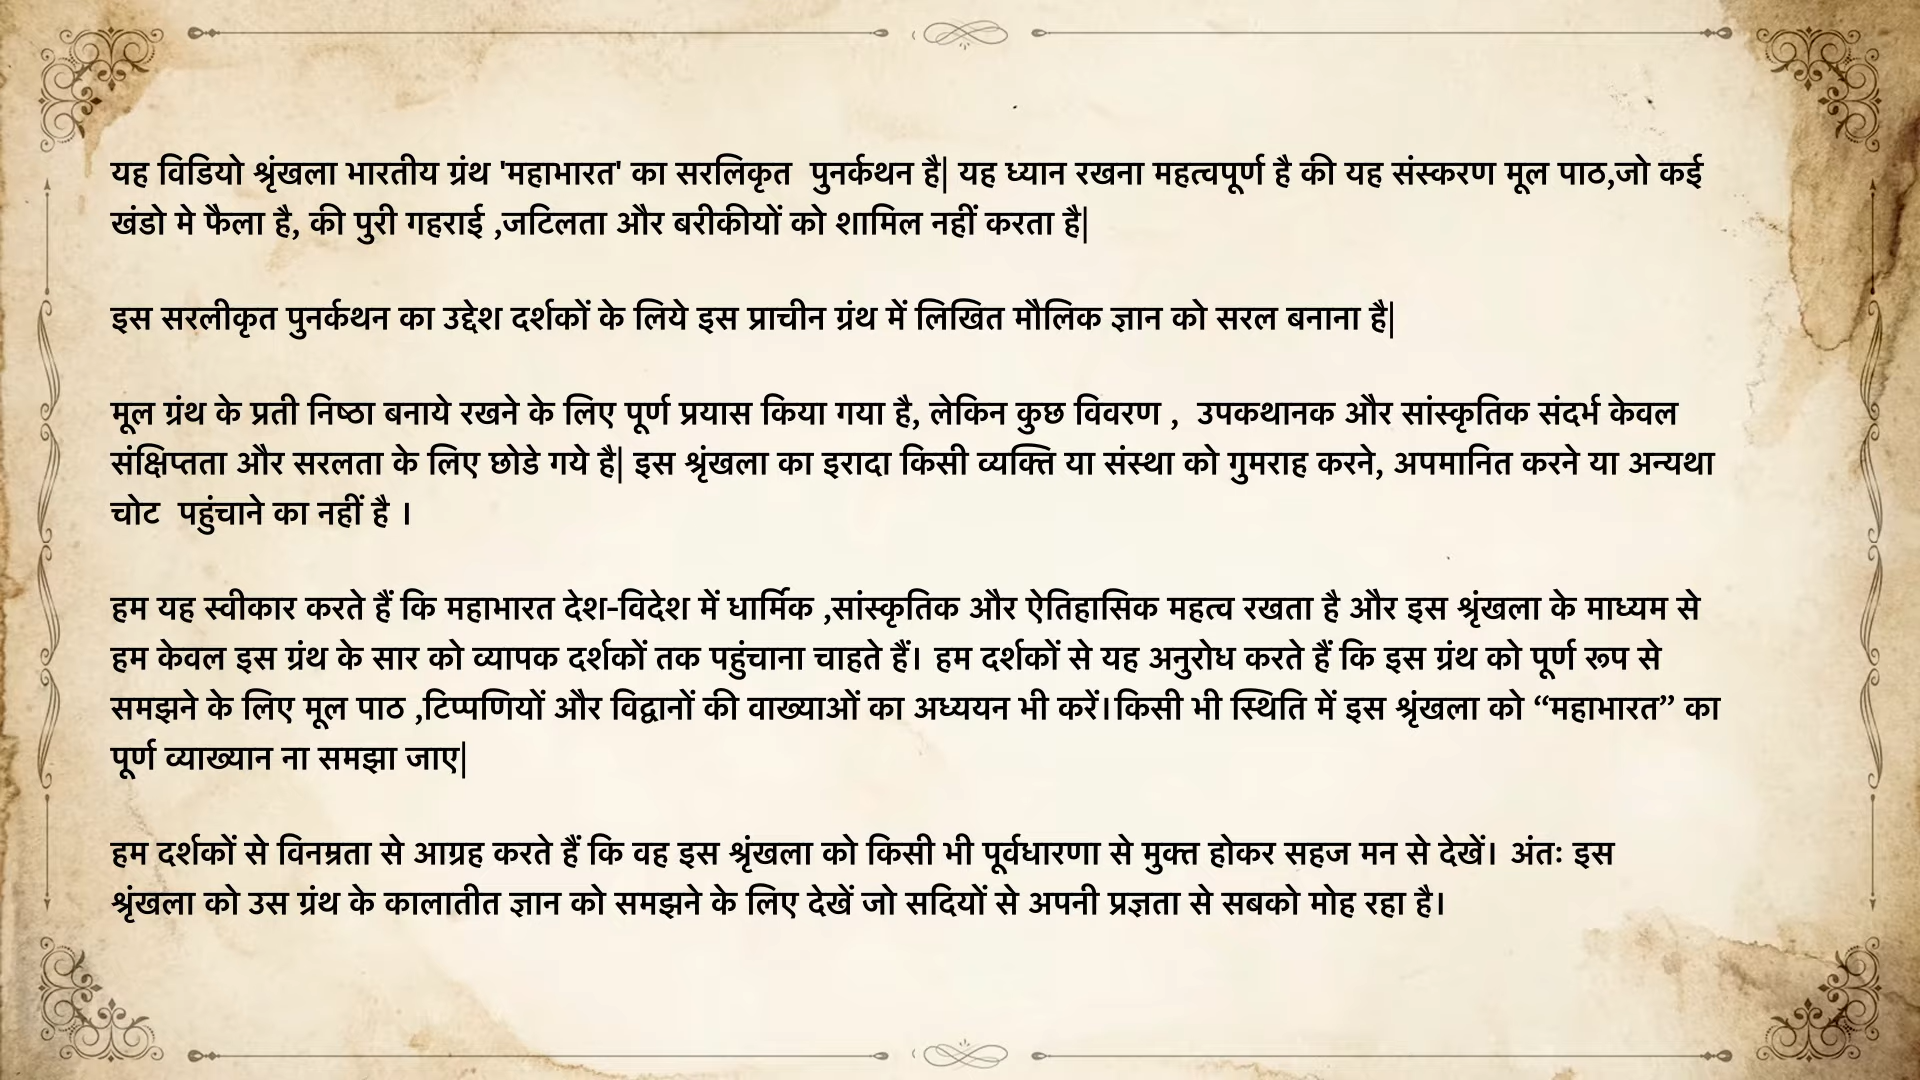 यह विडियो श्रृंखला भारतीय ग्रंथ 'महाभारत' का सरलिकृत  पुनर्कथन है| यह ध्यान रखना महत्वपूर्ण है की यह संस्करण मूल पाठ,जो कई
खंडो मे फैला है, की पुरी गहराई ,जटिलता और बरीकीयों को शामिल नहीं करता है|
इस सरलीकृत पुनर्कथन का उद्देश दर्शकों के लिये इस प्राचीन ग्रंथ में लिखित मौलिक ज्ञान को सरल बनाना है|
मूल ग्रंथ के प्रती निष्ठा बनाये रखने के लिए पूर्ण प्रयास किया गया है, लेकिन कुछ विवरण ,  उपकथानक और सांस्कृतिक संदर्भ केवल
संक्षिप्तता और सरलता के लिए छोडे गये है| इस श्रृंखला का इरादा किसी व्यक्ति या संस्था को गुमराह करने, अपमानित करने या अन्यथा
चोट  पहुंचाने का नहीं है ।
हम यह स्वीकार करते हैं कि महाभारत देश-विदेश में धार्मिक ,सांस्कृतिक और ऐतिहासिक महत्व रखता है और इस श्रृंखला के माध्यम से
हम केवल इस ग्रंथ के सार को व्यापक दर्शकों तक पहुंचाना चाहते हैं। हम दर्शकों से यह अनुरोध करते हैं कि इस ग्रंथ को पूर्ण रूप से
समझने के लिए मूल पाठ ,टिप्पणियों और विद्वानों की वाख्याओं का अध्ययन भी करें।किसी भी स्थिति में इस श्रृंखला को “महाभारत” का
पूर्ण व्याख्यान ना समझा जाए|
हम दर्शकों से विनम्रता से आग्रह करते हैं कि वह इस श्रृंखला को किसी भी पूर्वधारणा से मुक्त होकर सहज मन से देखें। अंतः इस
श्रृंखला को उस ग्रंथ के कालातीत ज्ञान को समझने के लिए देखें जो सदियों से अपनी प्रज्ञता से सबको मोह रहा है।